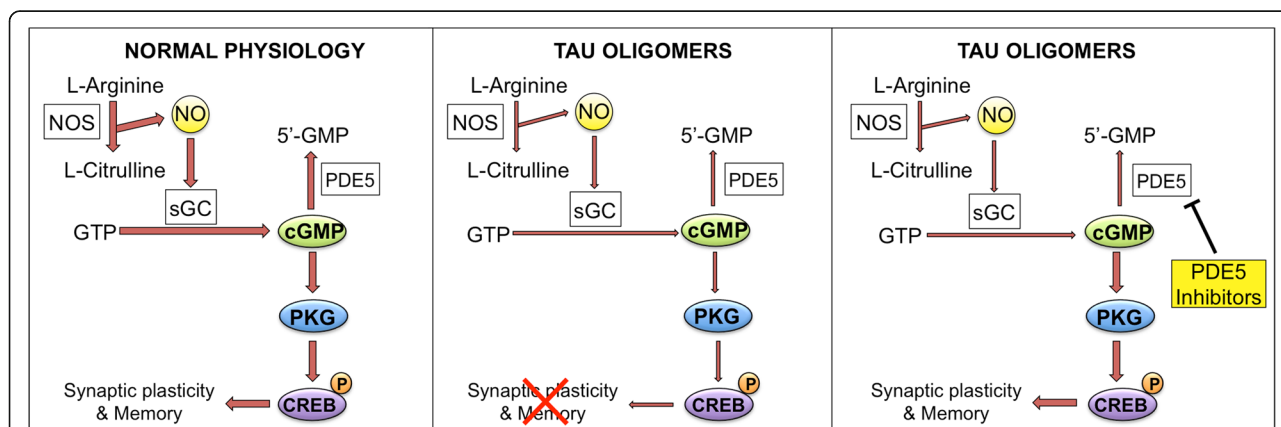 NORMAL PHYSIOLOGY
L-Arginine
NOS
NO
L-Citrulline
5’-GMP
PDE5
sGC
GTP
cGMP
PKG
P
CREB
Synaptic plasticity
& Memory
TAU OLIGOMERS
L-Arginine
NOS
NO
L-Citrulline
5’-GMP
PDE5
sGC
GTP
cGMP
PKG
P
CREB
Synaptic plasticity
& Memory
TAU OLIGOMERS
L-Arginine
NOS
NO
L-Citrulline
5’-GMP
PDE5
sGC
GTP
cGMP
PDE5
Inhibitors
PKG
P
CREB
Synaptic plasticity
& Memory